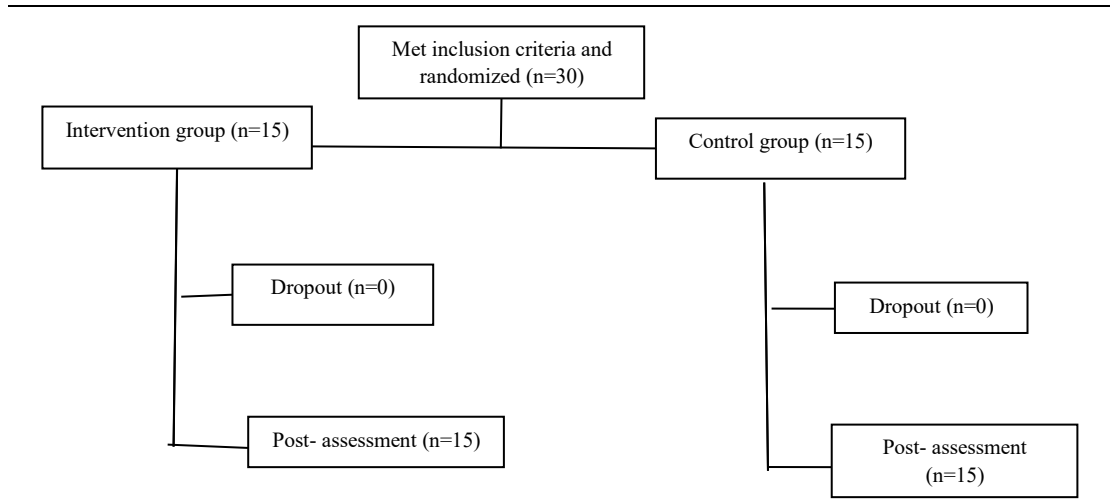 Met inclusion criteria and
randomized (n=30)
Intervention group (n=15)
Control group (n=15)
Dropout (n=0)
Dropout (n=0)
Post- assessment (n=15)
Post- assessment
(n=15)